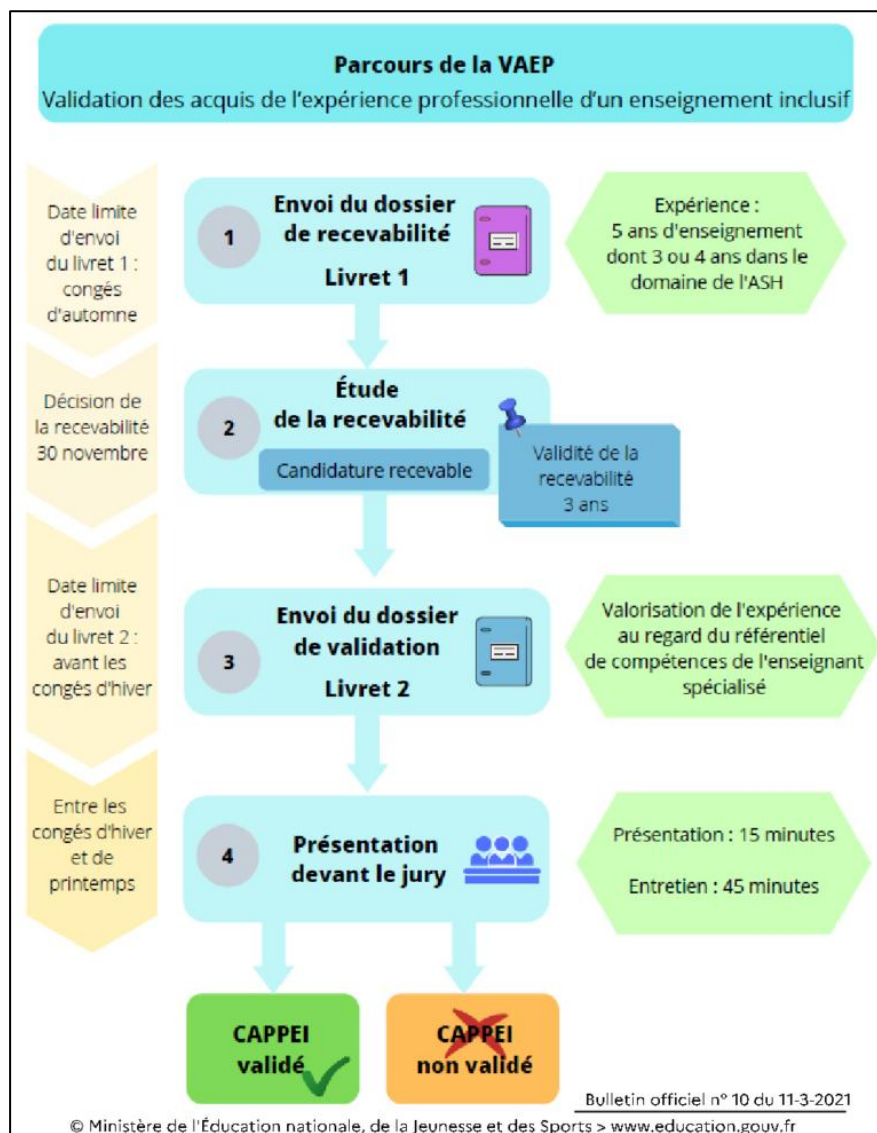 Parcours de la VAEP
Validation des acquis de l'expérience professionnelle d'un enseignement inclusif
Date limite
d'envoi
du livret 1 :
congés
d'automne
1
Envoi du dossier
de recevabilité
Livret 1
Expérience :
5 ans d'enseignement
dont 3 ou 4 ans dans le
domaine de l'ASH
Décision de
la recevabilité
30 novembre
2
Étude
de la recevabilité
Candidature recevable
Validité de la
recevabilité
3 ans
Date limite
d'envoi
du livret 2 :
avant les
congés d'hiver
3
Envoi du dossier
de validation
Livret 2
Valorisation de l'expérience
au regard du référentiel
de compétences de l'enseignant
spécialisé
Entre les
congés d'hiver
et de
printemps
4
Présentation
devant le jury
Présentation : 15 minutes
Entretien : 45 minutes
CAPPEI
validé
CAPPEI
non validé
Bulletin officiel n° 10 du 11-3-2021
© Ministère de l'Éducation nationale, de la Jeunesse et des Sports > www.education.gouv.fr